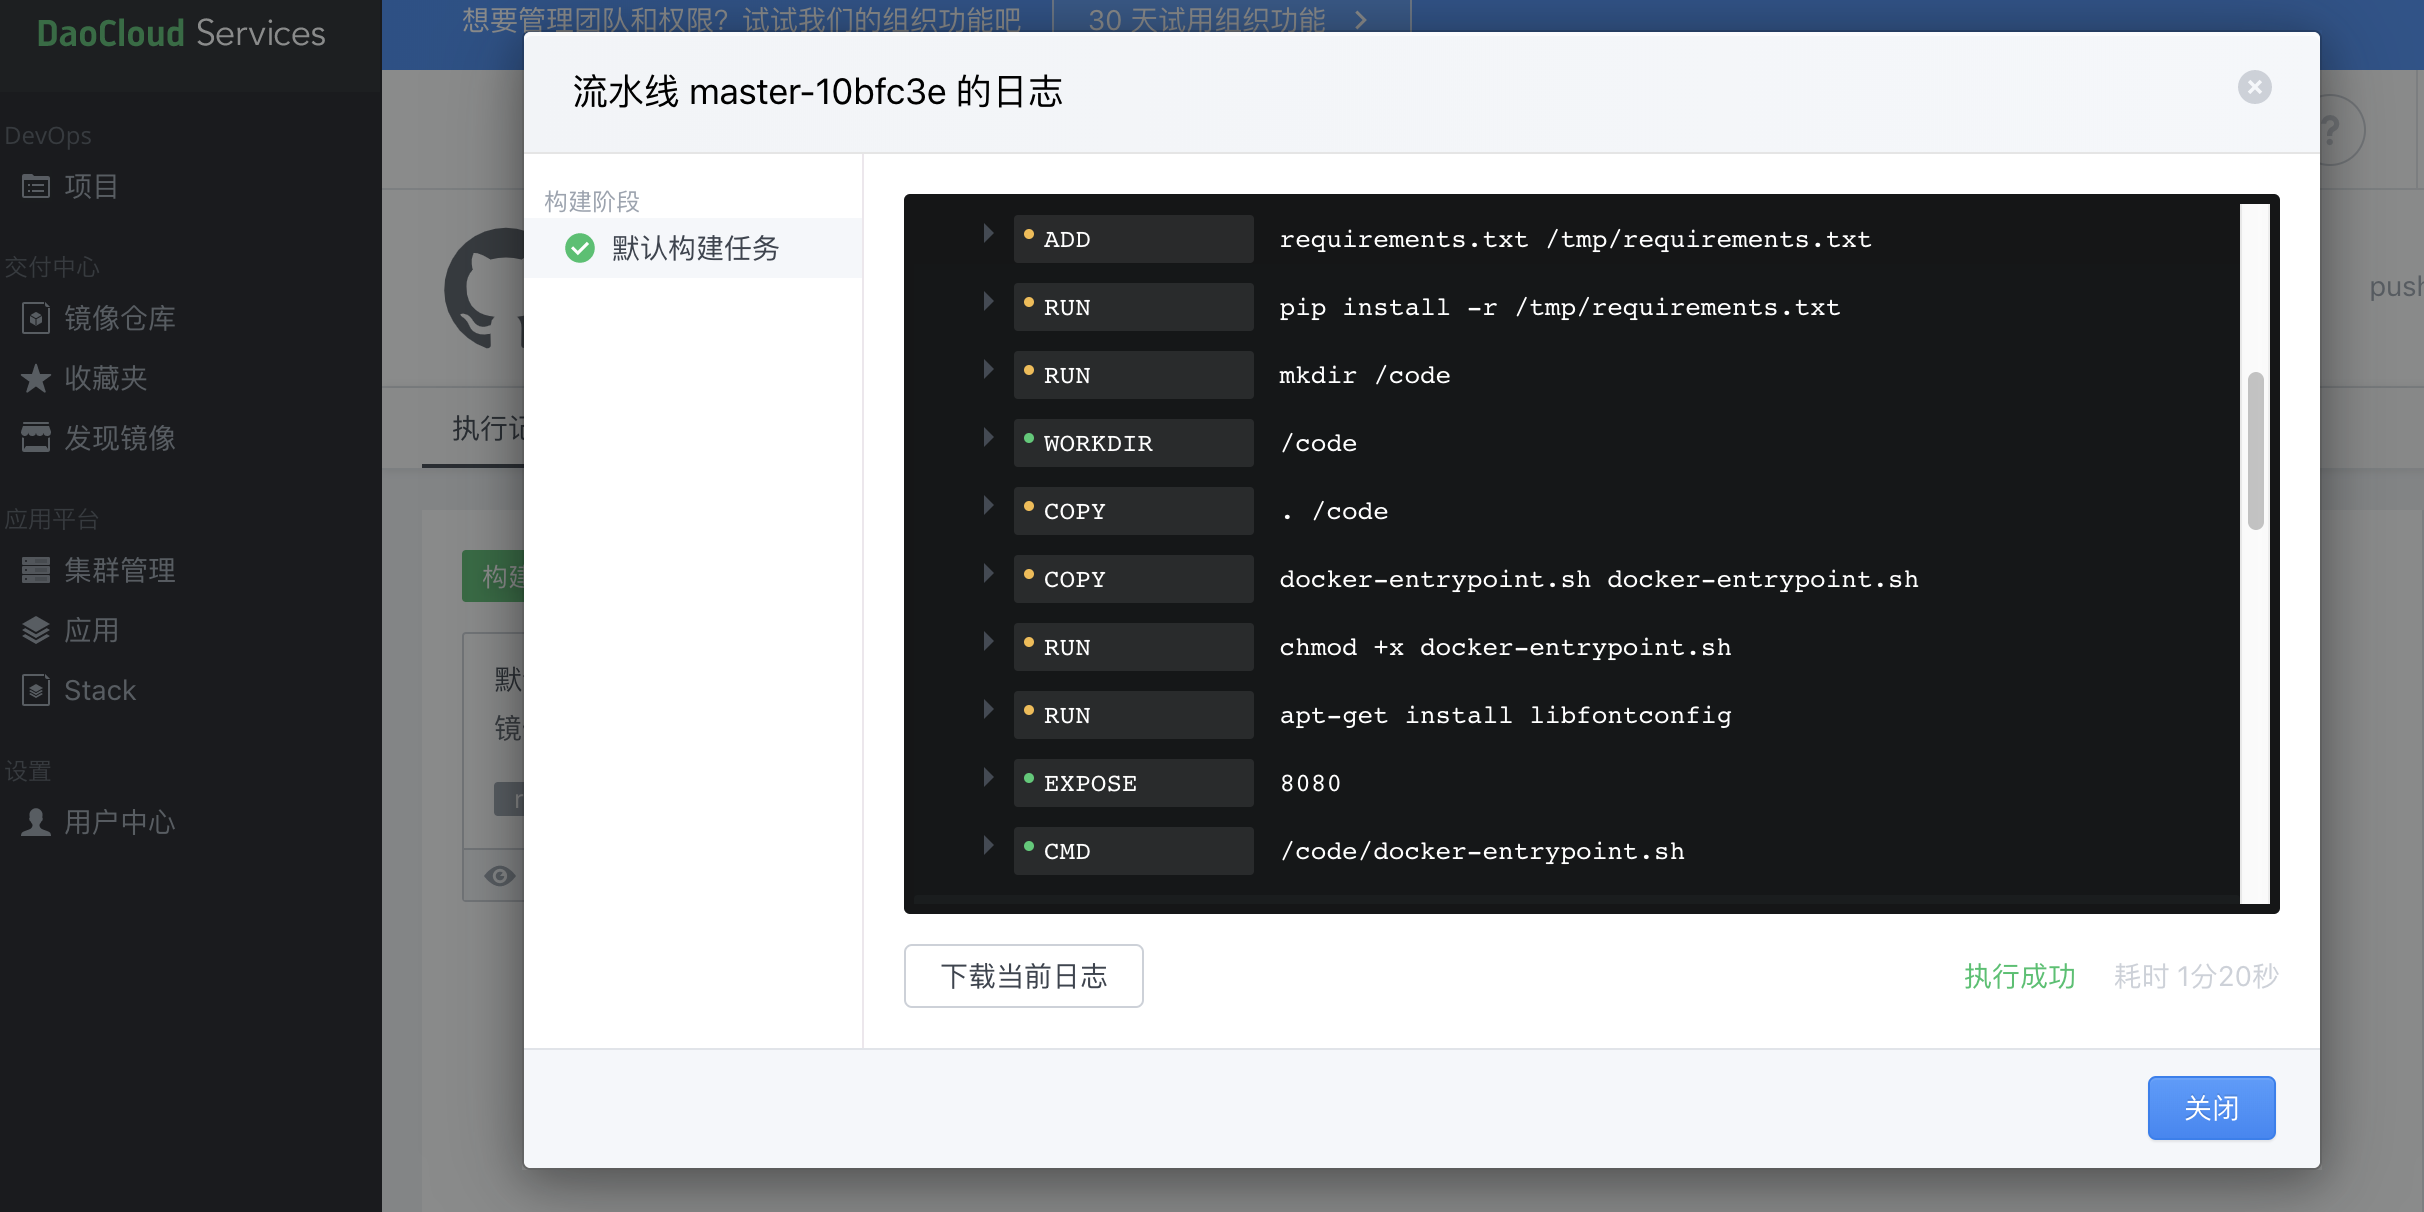 DaoCloud Services
想要管理团队和权限？试试我们的组织功能吧
30 天试用组织功能
DevOps
项目
交付中心
镜像仓库
收藏夹
发现镜像
应用平台
集群管理
应用
Stack
设置
用户中心
执行记
构建
默
镜
push
?
流水线 master-10bfc3e 的日志
构建阶段
默认构建任务
ADD requirements.txt /tmp/requirements.txt
RUN pip install -r /tmp/requirements.txt
RUN mkdir /code
WORKDIR /code
COPY . /code
COPY docker-entrypoint.sh docker-entrypoint.sh
RUN chmod +x docker-entrypoint.sh
RUN apt-get install libfontconfig
EXPOSE 8080
CMD /code/docker-entrypoint.sh
下载当前日志
执行成功 耗时 1分20秒
关闭